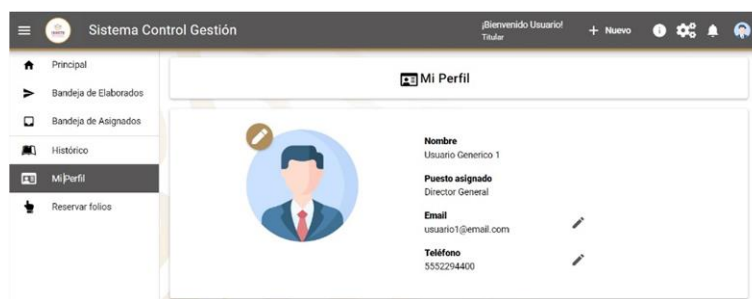 Sistema Control Gestión
¡Bienvenido Usuario!
Titular
+ Nuevo
Principal
Bandeja de Elaborados
Bandeja de Asignados
Histórico
Mi Perfil
Reservar folios
Mi Perfil
Nombre
Usuario Generico 1
Puesto asignado
Director General
Email
usuario1@email.com
Teléfono
5552294400